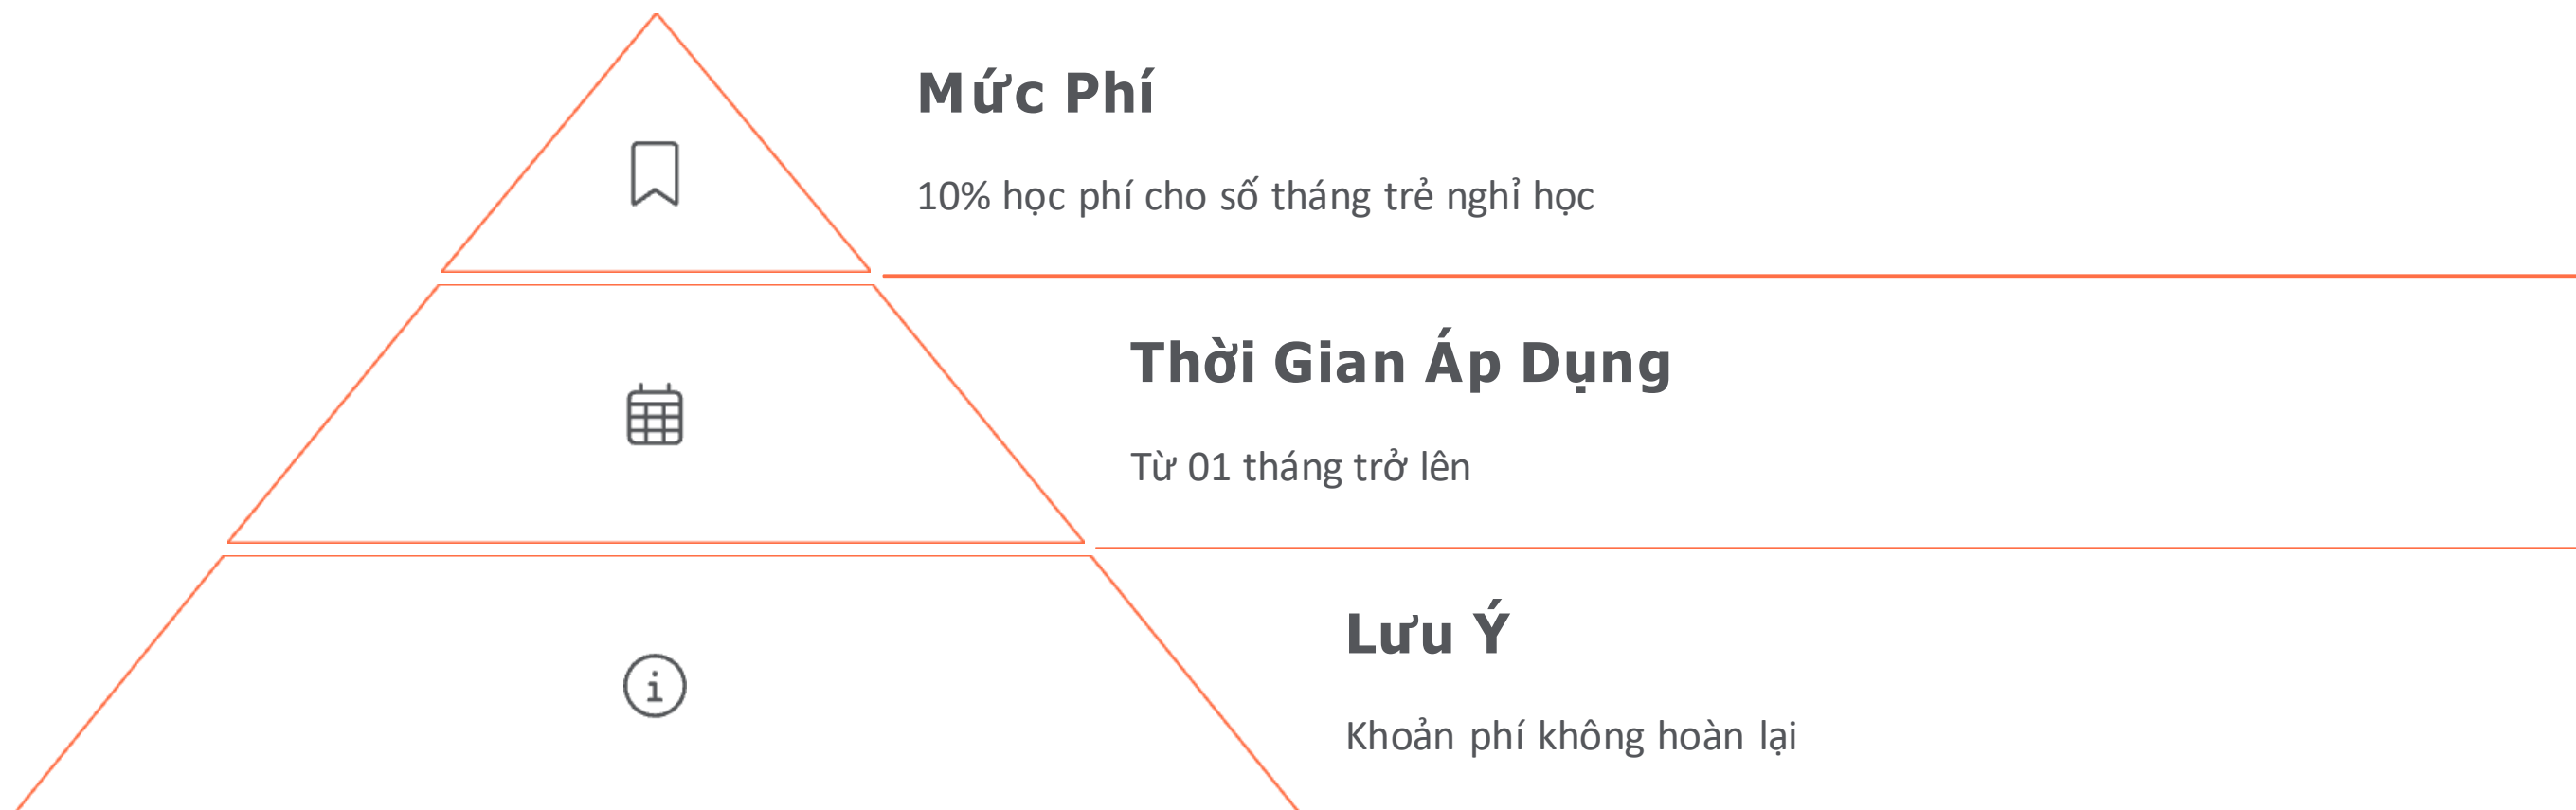 Mức Phí
10% học phí cho số tháng trẻ nghỉ học
Thời Gian Áp Dụng
Từ 01 tháng trở lên
Lưu Ý
Khoản phí không hoàn lại